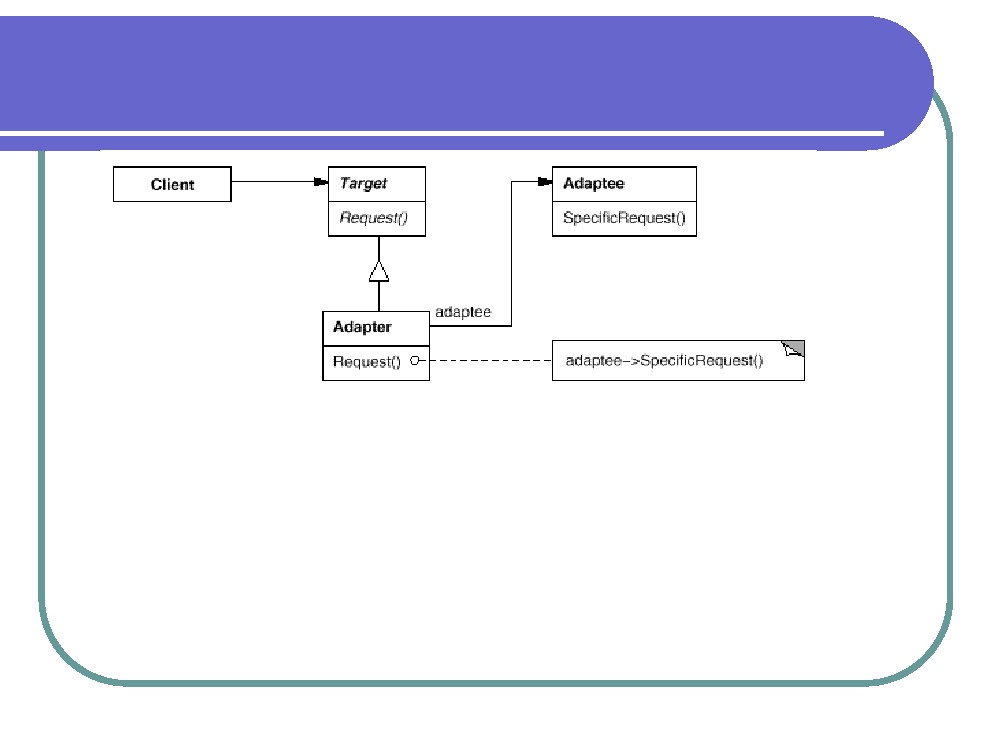 Client
Target
Request()
Adaptee
SpecificRequest()
adaptee
Adapter
Request()
adaptee->SpecificRequest()